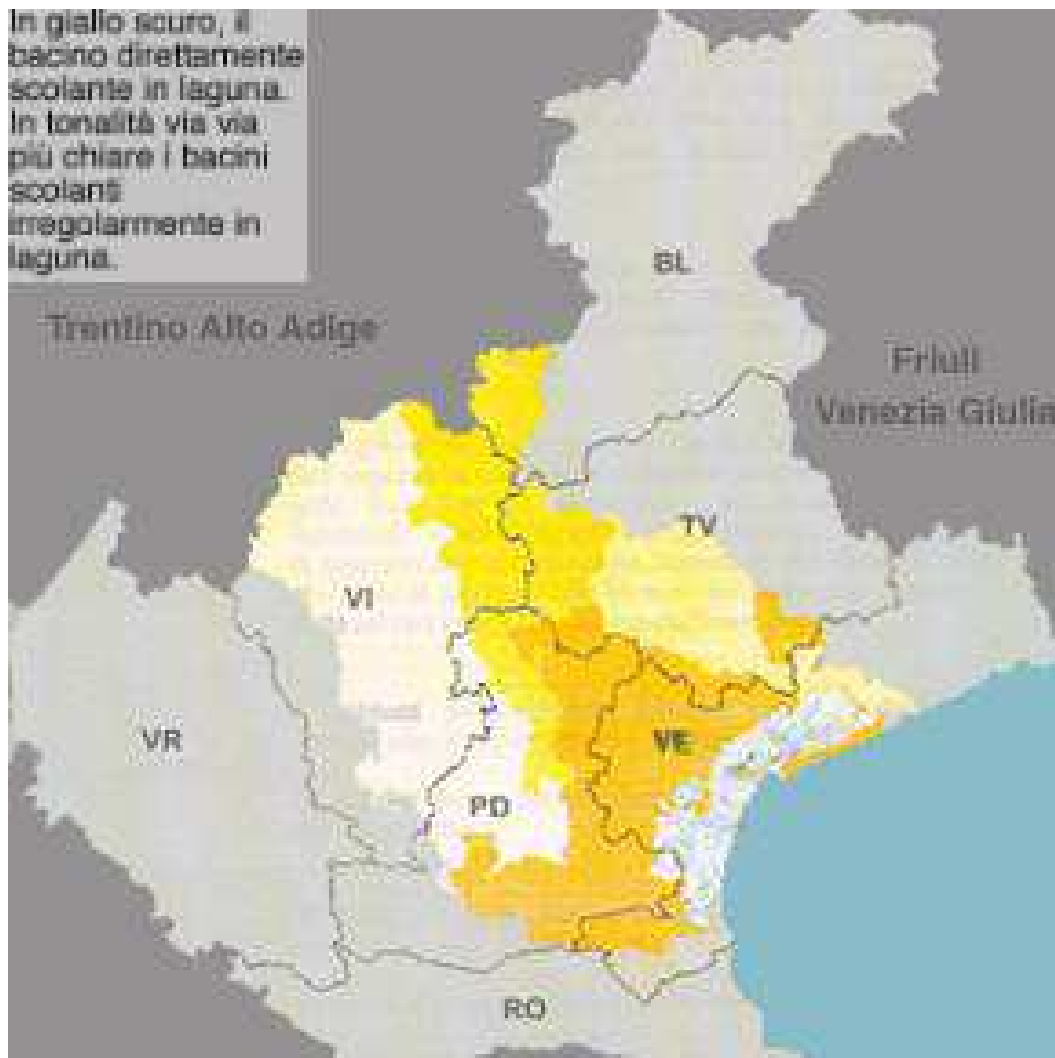 In giallo scuro, il
bacino direttamente
scolante in laguna.
In tonalità via via
più chiare i bacini
scolanti
irregolarmente in
laguna.
BL
Trentino Alto Adige
Friuli
Venezia Giulia
TV
VI
VR
VE
PD
RO